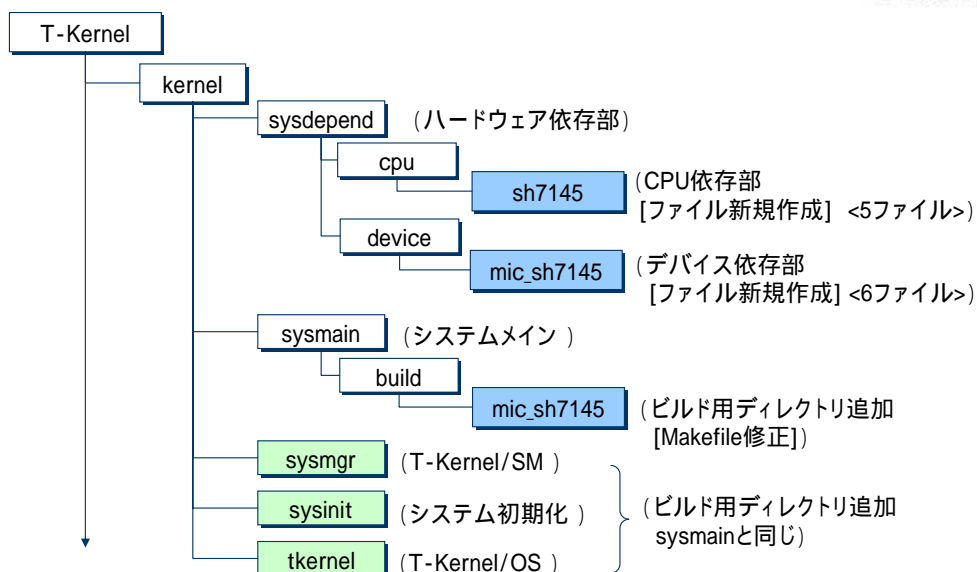 T-Kernel
kernel
sysdepend (ハードウェア依存部)
cpu
sh7145 (CPU依存部
[ファイル新規作成] <5ファイル>)
device
mic_sh7145 (デバイス依存部
[ファイル新規作成] <6ファイル>)
sysmain (システムメイン )
build
mic_sh7145 (ビルド用ディレクトリ追加
[Makefile修正])
sysmgr (T-Kernel/SM )
sysinit (システム初期化 ) (ビルド用ディレクトリ追加
sysmainと同じ)
tkernel (T-Kernel/OS )